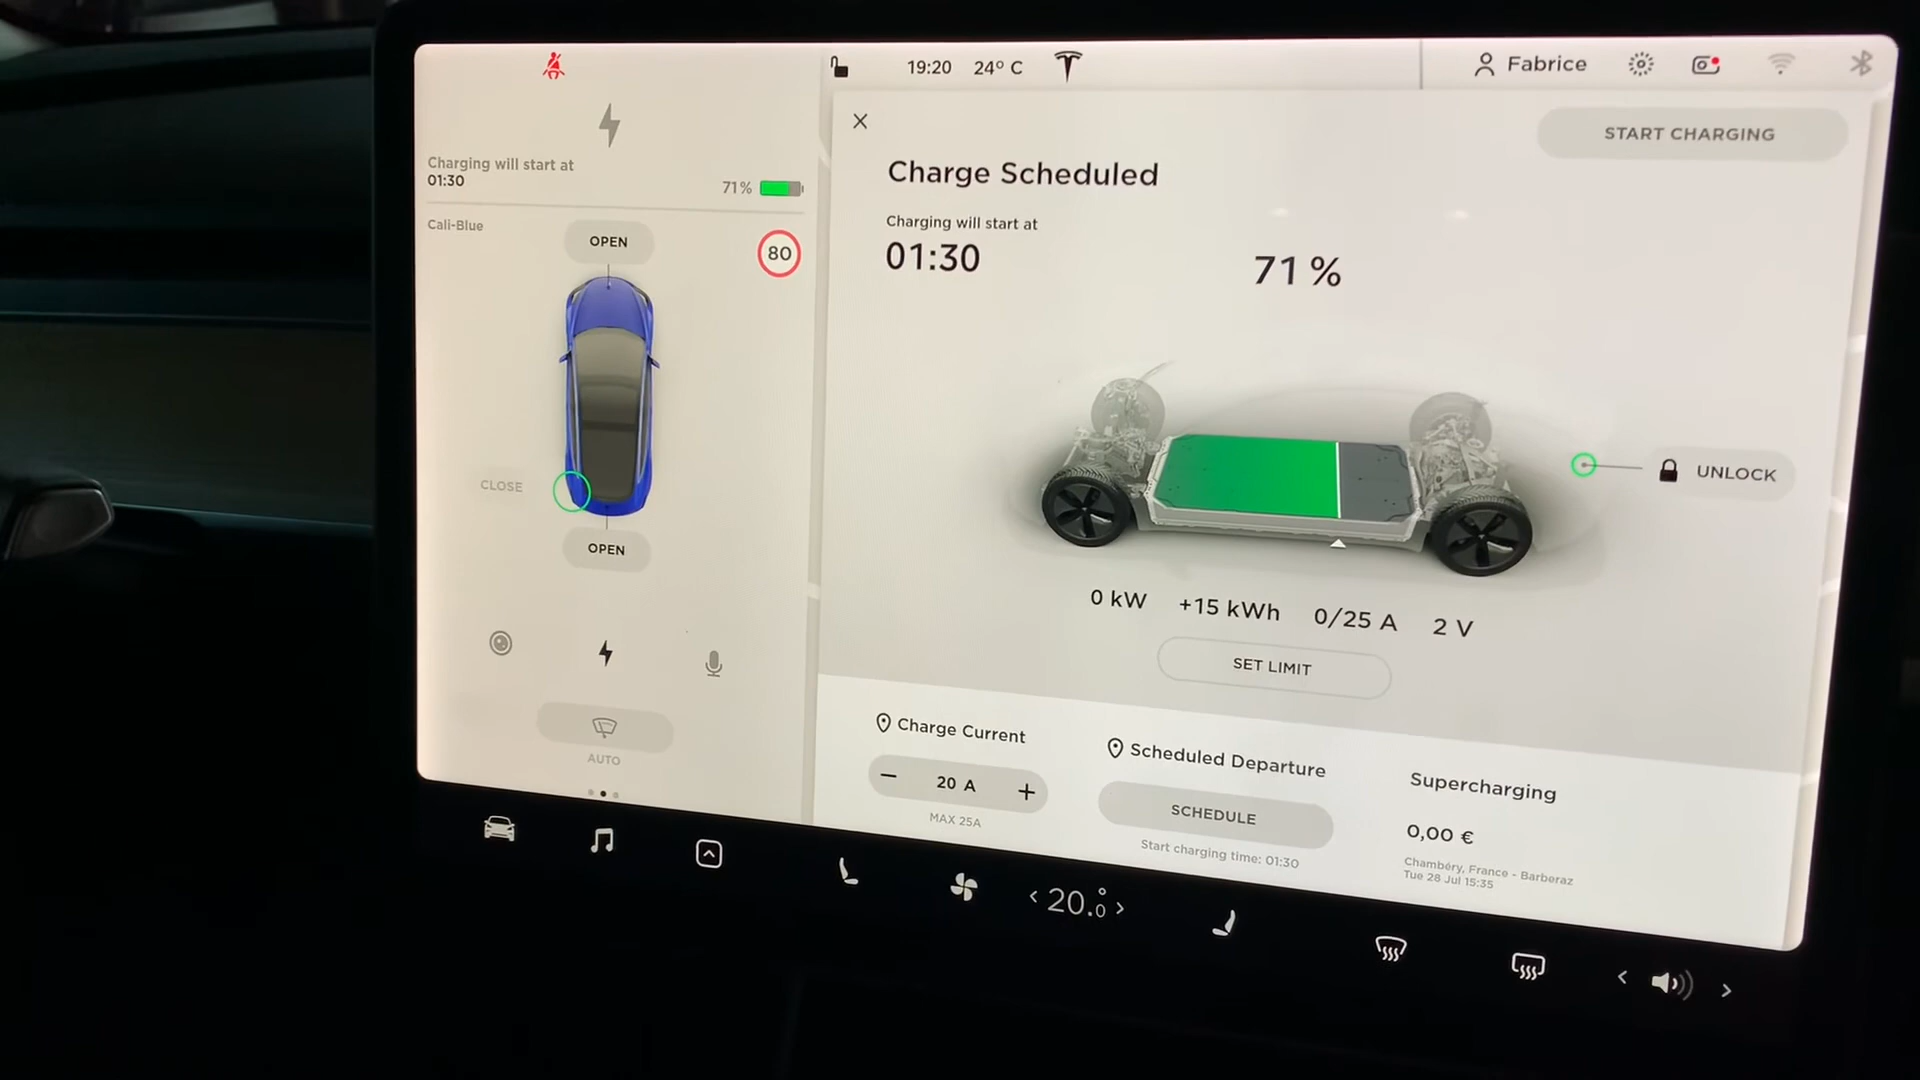 19:20 24° C
Fabrice
Charging will start at
01:30
71%
Cali-Blue
OPEN
80
CLOSE
OPEN
AUTO
START CHARGING
Charge Scheduled
Charging will start at
01:30
71 %
UNLOCK
0 kW +15 kWh 0/25 A 2 V
SET LIMIT
Charge Current
− 20 A +
MAX 25A
Scheduled Departure
SCHEDULE
Start charging time: 01:30
Supercharging
0,00 €
Chambéry, France - Barberaz
Tue 28 Jul 15:35
< 20.0° >
< >